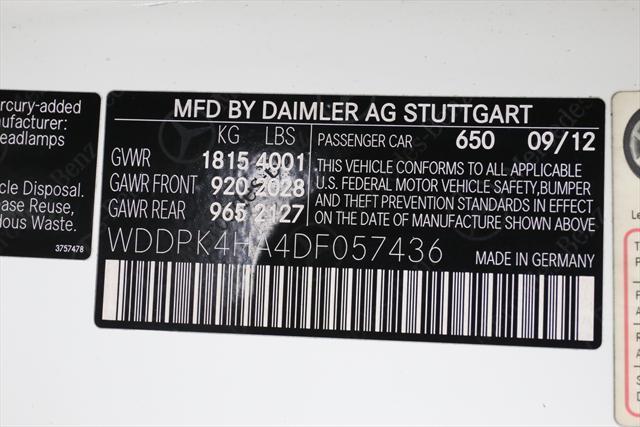 MFD BY DAIMLER AG STUTTGART
KG LBS
GVWR 1815 4001
GAWR FRONT 920 2028
GAWR REAR 965 2127
PASSENGER CAR 650 09/12
THIS VEHICLE CONFORMS TO ALL APPLICABLE
U.S. FEDERAL MOTOR VEHICLE SAFETY, BUMPER
AND THEFT PREVENTION STANDARDS IN EFFECT
ON THE DATE OF MANUFACTURE SHOWN ABOVE
WDDPK4HA4DF057436 MADE IN GERMANY
ercury-added
anufacturer:
eadlamps
cle Disposal.
ease Reuse,
dous Waste.
3757478